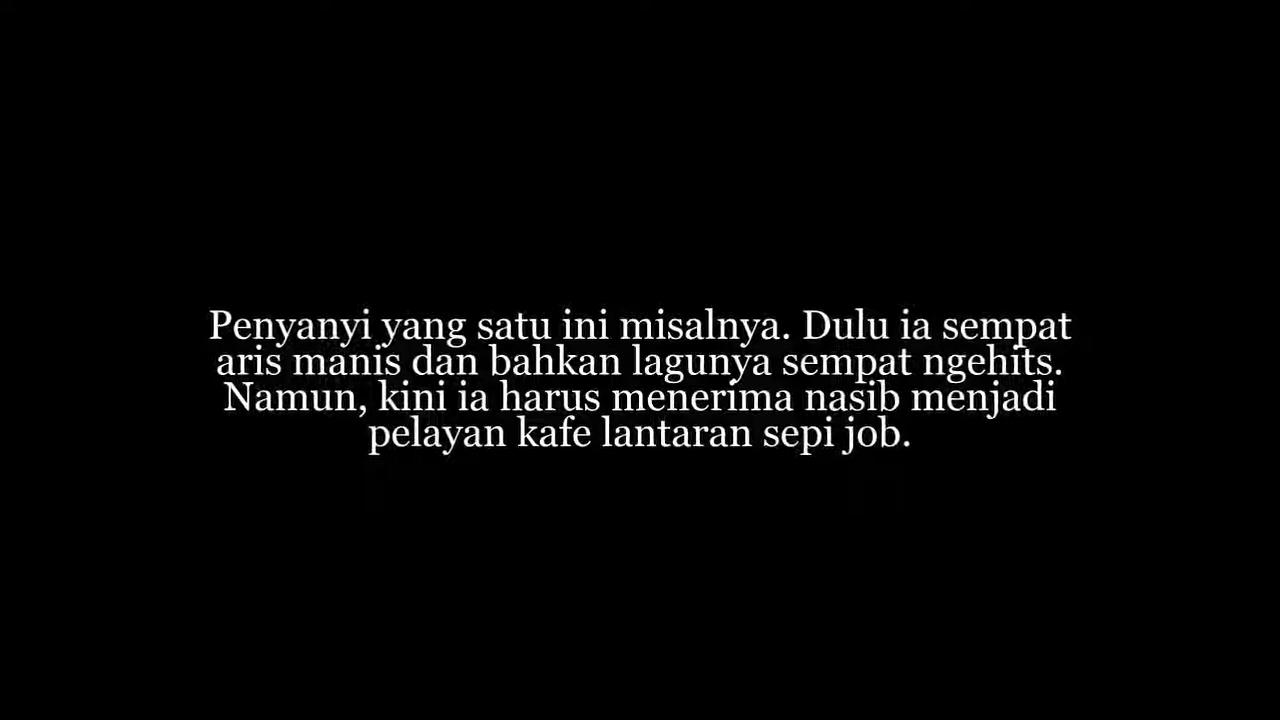 Penyanyi yang satu ini misalnya. Dulu ia sempat
aris manis dan bahkan lagunya sempat ngehits.
Namun, kini ia harus menerima nasib menjadi
pelayan kafe lantaran sepi job.